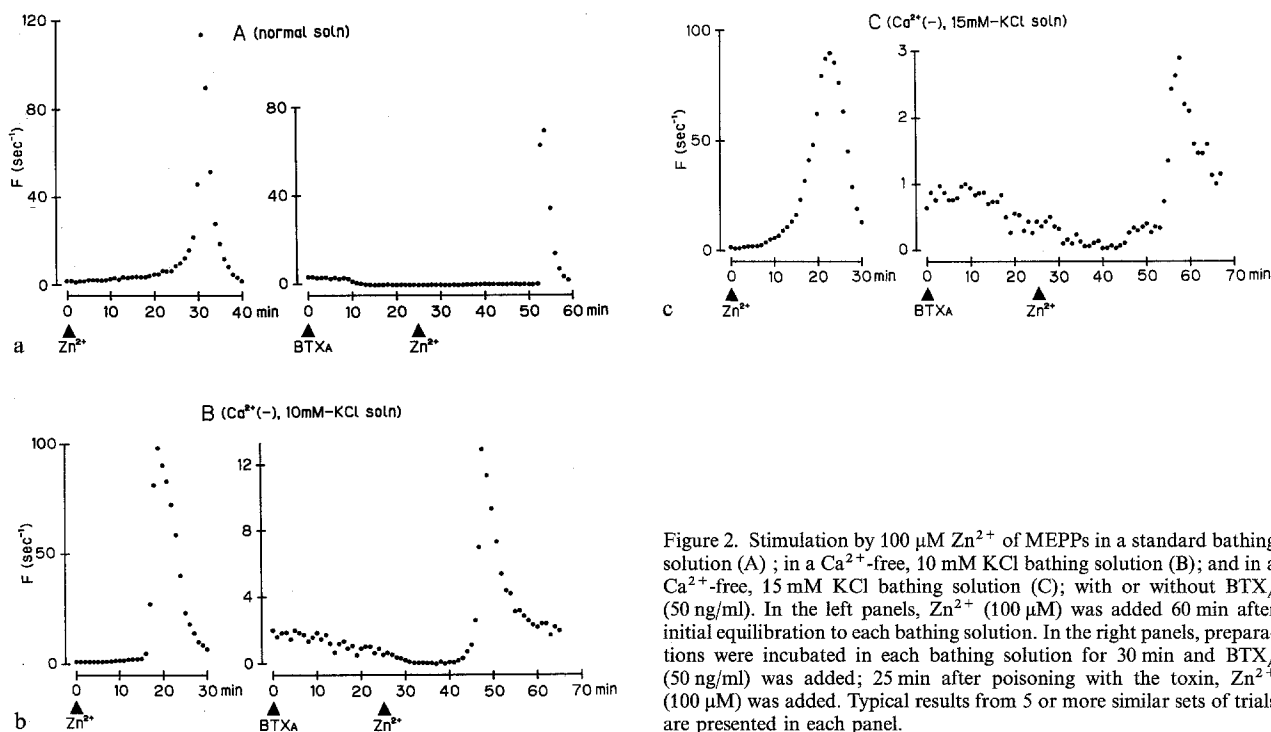 A (normal soln)
120
80
40
0
F (sec⁻¹)
0 10 20 30 40 min
Zn²⁺
80
40
0
0 10 20 30 40 50 60 min
BTXA Zn²⁺
a
C (Ca²⁺(-), 15mM-KCl soln)
100
50
0
F (sec⁻¹)
0 10 20 30 min
Zn²⁺
3
2
1
0
0 10 20 30 40 50 60 70 min
BTXA Zn²⁺
c
B (Ca²⁺(-), 10mM-KCl soln)
100
50
0
F (sec⁻¹)
0 10 20 30 min
Zn²⁺
12
8
4
0
0 10 20 30 40 50 60 70 min
BTXA Zn²⁺
b
Figure 2. Stimulation by 100 μM Zn²⁺ of MEPPs in a standard bathing
solution (A) ; in a Ca²⁺-free, 10 mM KCl bathing solution (B); and in a
Ca²⁺-free, 15 mM KCl bathing solution (C); with or without BTX
(50 ng/ml). In the left panels, Zn²⁺ (100 μM) was added 60 min after
initial equilibration to each bathing solution. In the right panels, prepara-
tions were incubated in each bathing solution for 30 min and BTX
(50 ng/ml) was added; 25 min after poisoning with the toxin, Zn²⁺
(100 μM) was added. Typical results from 5 or more similar sets of trials
are presented in each panel.